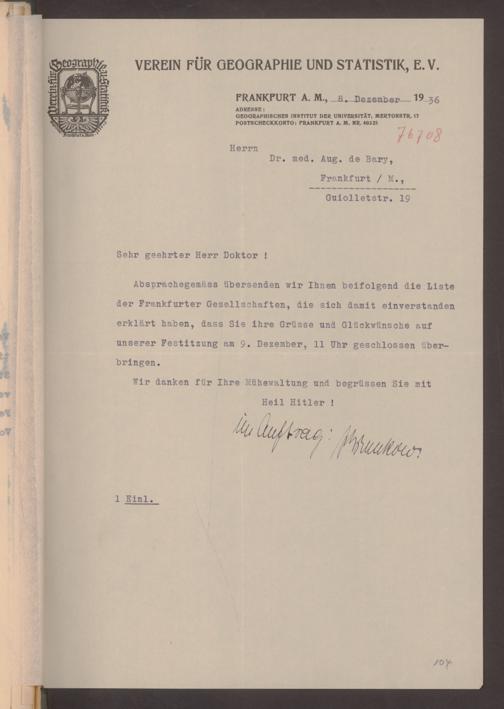 VEREIN FÜR GEOGRAPHIE UND STATISTIK, E. V.
FRANKFURT A. M., 8. Dezember 1936
ADRESSE:
GEOGRAPHISCHES INSTITUT DER UNIVERSITÄT, MERTONSTR. 17
POSTSCHECKKONTO: FRANKFURT A. M. NR. 40321
76708
Herrn
Dr. med. Aug. de Bary,
Frankfurt / M.,
Guiolletstr. 19
Sehr geehrter Herr Doktor !
Absprachegemäss übersenden wir Ihnen beifolgend die Liste
der Frankfurter Gesellschaften, die sich damit einverstanden
erklärt haben, dass Sie ihre Grüsse und Glückwünsche auf
unserer Festitzung am 9. Dezember, 11 Uhr geschlossen über-
bringen.
Wir danken für Ihre Mühewaltung und begrüssen Sie mit
Heil Hitler !
im Auftrag:
1 Einl.
104